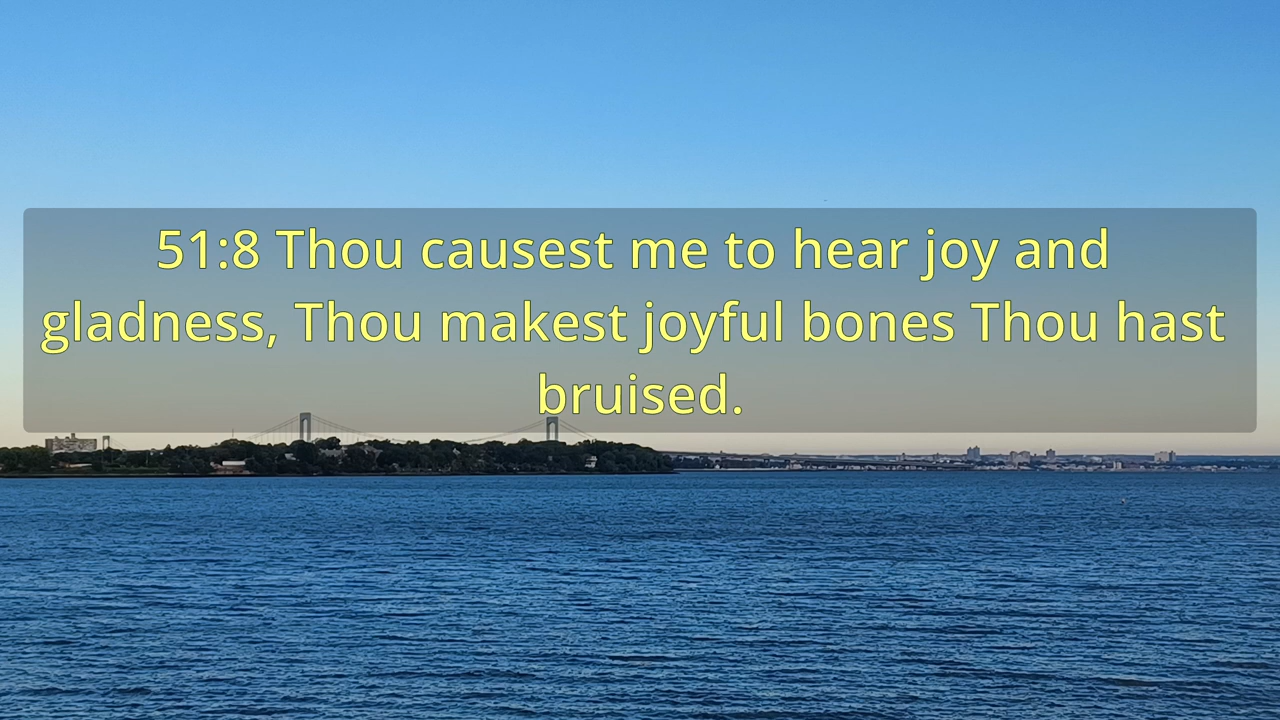 51:8 Thou causest me to hear joy and
gladness, Thou makest joyful bones Thou hast
bruised.